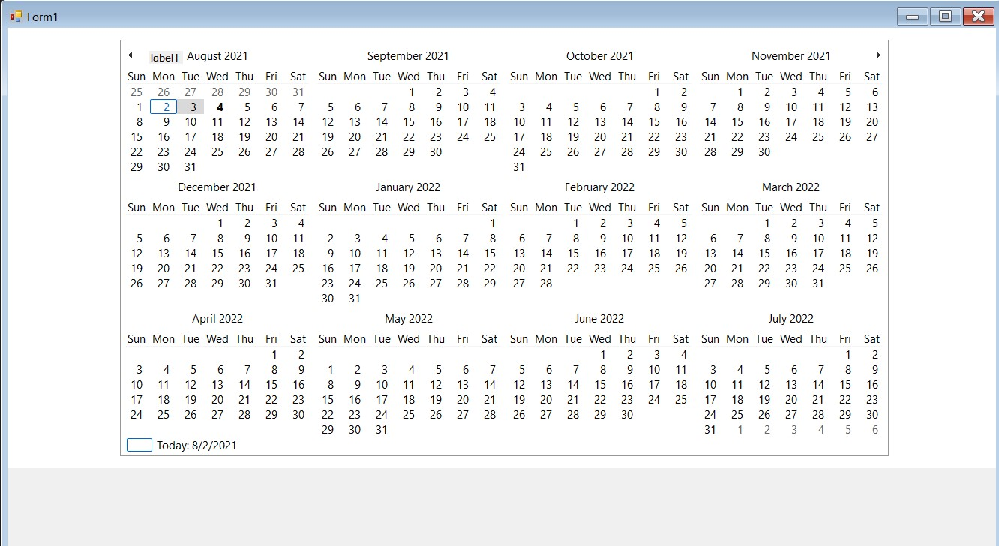 Form1
label1 August 2021 September 2021 October 2021 November 2021
Sun Mon Tue Wed Thu Fri Sat Sun Mon Tue Wed Thu Fri Sat Sun Mon Tue Wed Thu Fri Sat Sun Mon Tue Wed Thu Fri Sat
25 26 27 28 29 30 31 1 2 3 4 1 2 1 2 3 4 5 6
1 2 3 4 5 6 7 5 6 7 8 9 10 11 3 4 5 6 7 8 9 7 8 9 10 11 12 13
8 9 10 11 12 13 14 12 13 14 15 16 17 18 10 11 12 13 14 15 16 14 15 16 17 18 19 20
15 16 17 18 19 20 21 19 20 21 22 23 24 25 17 18 19 20 21 22 23 21 22 23 24 25 26 27
22 23 24 25 26 27 28 26 27 28 29 30 24 25 26 27 28 29 30 28 29 30
29 30 31 31
December 2021 January 2022 February 2022 March 2022
Sun Mon Tue Wed Thu Fri Sat Sun Mon Tue Wed Thu Fri Sat Sun Mon Tue Wed Thu Fri Sat Sun Mon Tue Wed Thu Fri Sat
1 2 3 4 1 1 2 3 4 5 1 2 3 4 5
5 6 7 8 9 10 11 2 3 4 5 6 7 8 6 7 8 9 10 11 12 6 7 8 9 10 11 12
12 13 14 15 16 17 18 9 10 11 12 13 14 15 13 14 15 16 17 18 19 13 14 15 16 17 18 19
19 20 21 22 23 24 25 16 17 18 19 20 21 22 20 21 22 23 24 25 26 20 21 22 23 24 25 26
26 27 28 29 30 31 23 24 25 26 27 28 29 27 28 27 28 29 30 31
30 31
April 2022 May 2022 June 2022 July 2022
Sun Mon Tue Wed Thu Fri Sat Sun Mon Tue Wed Thu Fri Sat Sun Mon Tue Wed Thu Fri Sat Sun Mon Tue Wed Thu Fri Sat
1 2 1 2 3 4 1 2
3 4 5 6 7 8 9 1 2 3 4 5 6 7 5 6 7 8 9 10 11 3 4 5 6 7 8 9
10 11 12 13 14 15 16 8 9 10 11 12 13 14 12 13 14 15 16 17 18 10 11 12 13 14 15 16
17 18 19 20 21 22 23 15 16 17 18 19 20 21 19 20 21 22 23 24 25 17 18 19 20 21 22 23
24 25 26 27 28 29 30 22 23 24 25 26 27 28 26 27 28 29 30 24 25 26 27 28 29 30
29 30 31 31 1 2 3 4 5 6
Today: 8/2/2021